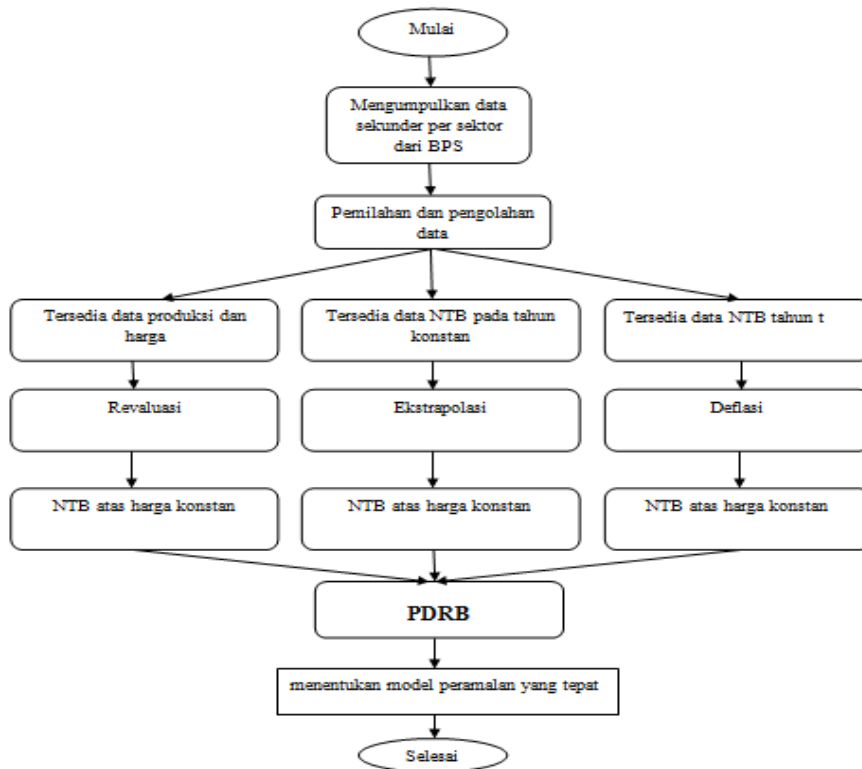 Mulai
Mengumpulkan data
sekunder per sektor
dari BPS
Pemilahan dan pengolahan
data
Tersedia data produksi dan
harga
Tersedia data NTB pada tahun
konstan
Tersedia data NTB tahun t
Revaluasi
Ekstrapolasi
Deflasi
NTB atas harga konstan
NTB atas harga konstan
NTB atas harga konstan
PDRB
menentukan model peramalan yang tepat
Selesai